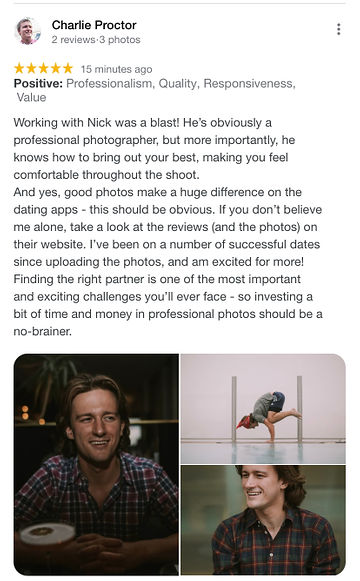 Charlie Proctor
2 reviews·3 photos
15 minutes ago
Positive: Professionalism, Quality, Responsiveness,
Value
Working with Nick was a blast! He's obviously a
professional photographer, but more importantly, he
knows how to bring out your best, making you feel
comfortable throughout the shoot.
And yes, good photos make a huge difference on the
dating apps - this should be obvious. If you don't believe
me alone, take a look at the reviews (and the photos) on
their website. I've been on a number of successful dates
since uploading the photos, and am excited for more!
Finding the right partner is one of the most important
and exciting challenges you'll ever face - so investing a
bit of time and money in professional photos should be a
no-brainer.